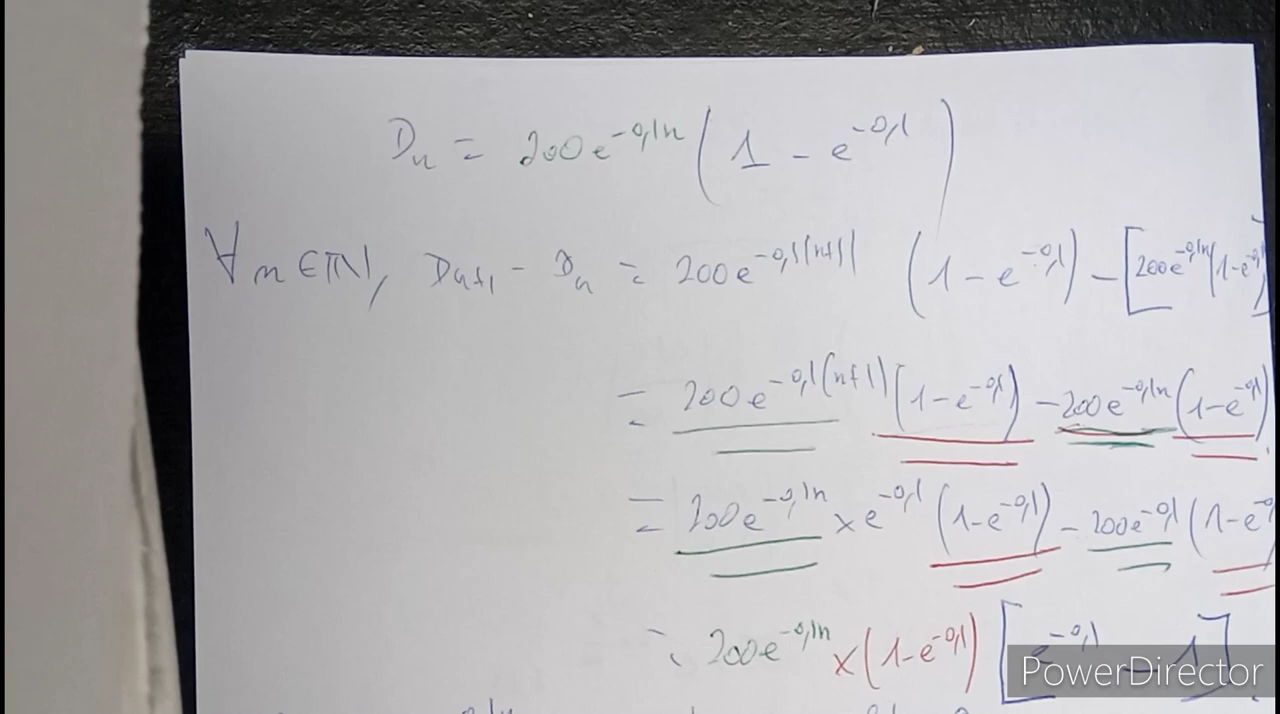 Dn = 200e^-0,1n (1 - e^-0,1)
∀n∈ℕ, Dn+1 - Dn = 200e^-0,1(n+1) (1 - e^-0,1) - [200e^-0,1n(1-e^-0,1)]
= 200e^-0,1(n+1) (1-e^-0,1) - 200e^-0,1n (1-e^-0,1)
= 200e^-0,1n × e^-0,1 (1-e^-0,1) - 200e^-0,1 (1-e^-0
= 200e^-0,1n × (1-e^-0,1) [e^-0,1 - 1]
PowerDirector